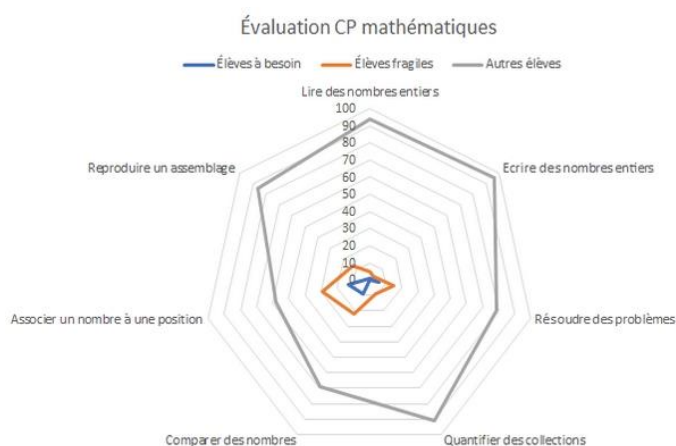 Évaluation CP mathématiques
Élèves à besoin Élèves fragiles Autres élèves
Lire des nombres entiers
100
90
80
70
60
50
40
30
20
10
0
Reproduire un assemblage
Ecrire des nombres entiers
Associer un nombre à une position
Résoudre des problèmes
Comparer des nombres
Quantifier des collections